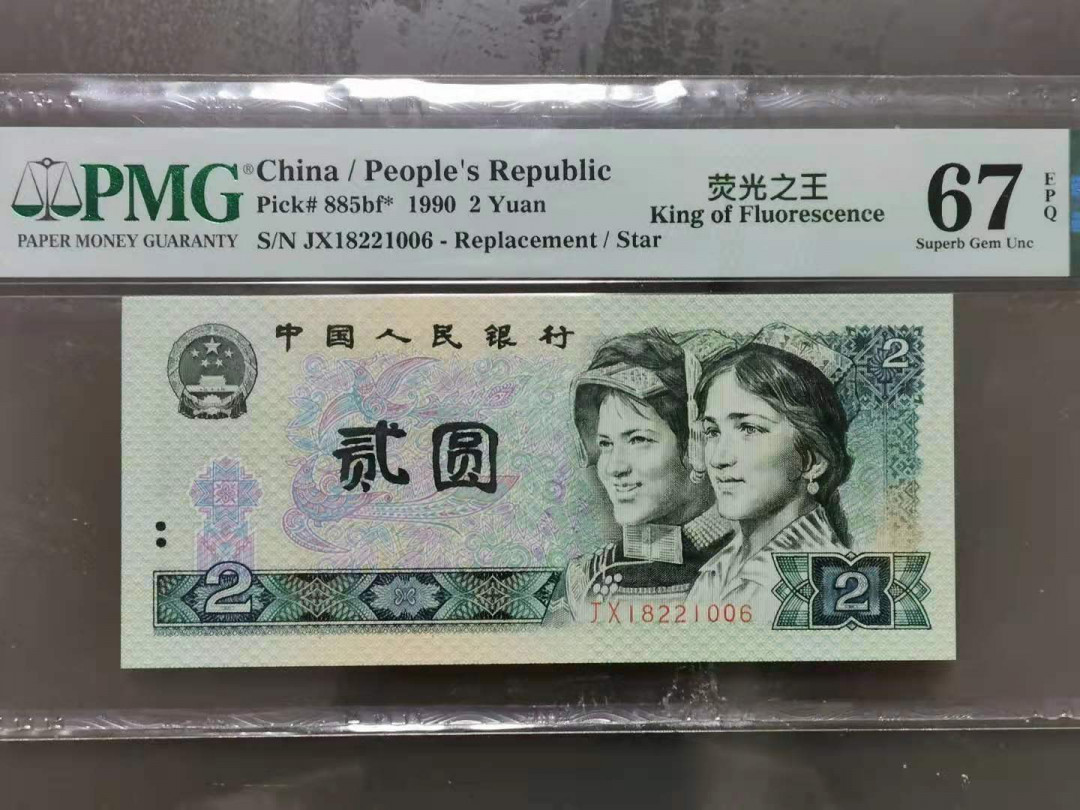 PMG®
PAPER MONEY GUARANTY
China / People's Republic
Pick# 885bf* 1990 2 Yuan
S/N JX18221006 - Replacement / Star
荧光之王
King of Fluorescence
67
EPQ
Superb Gem Unc
中国人民银行
2
贰圆
2
JX18221006
2